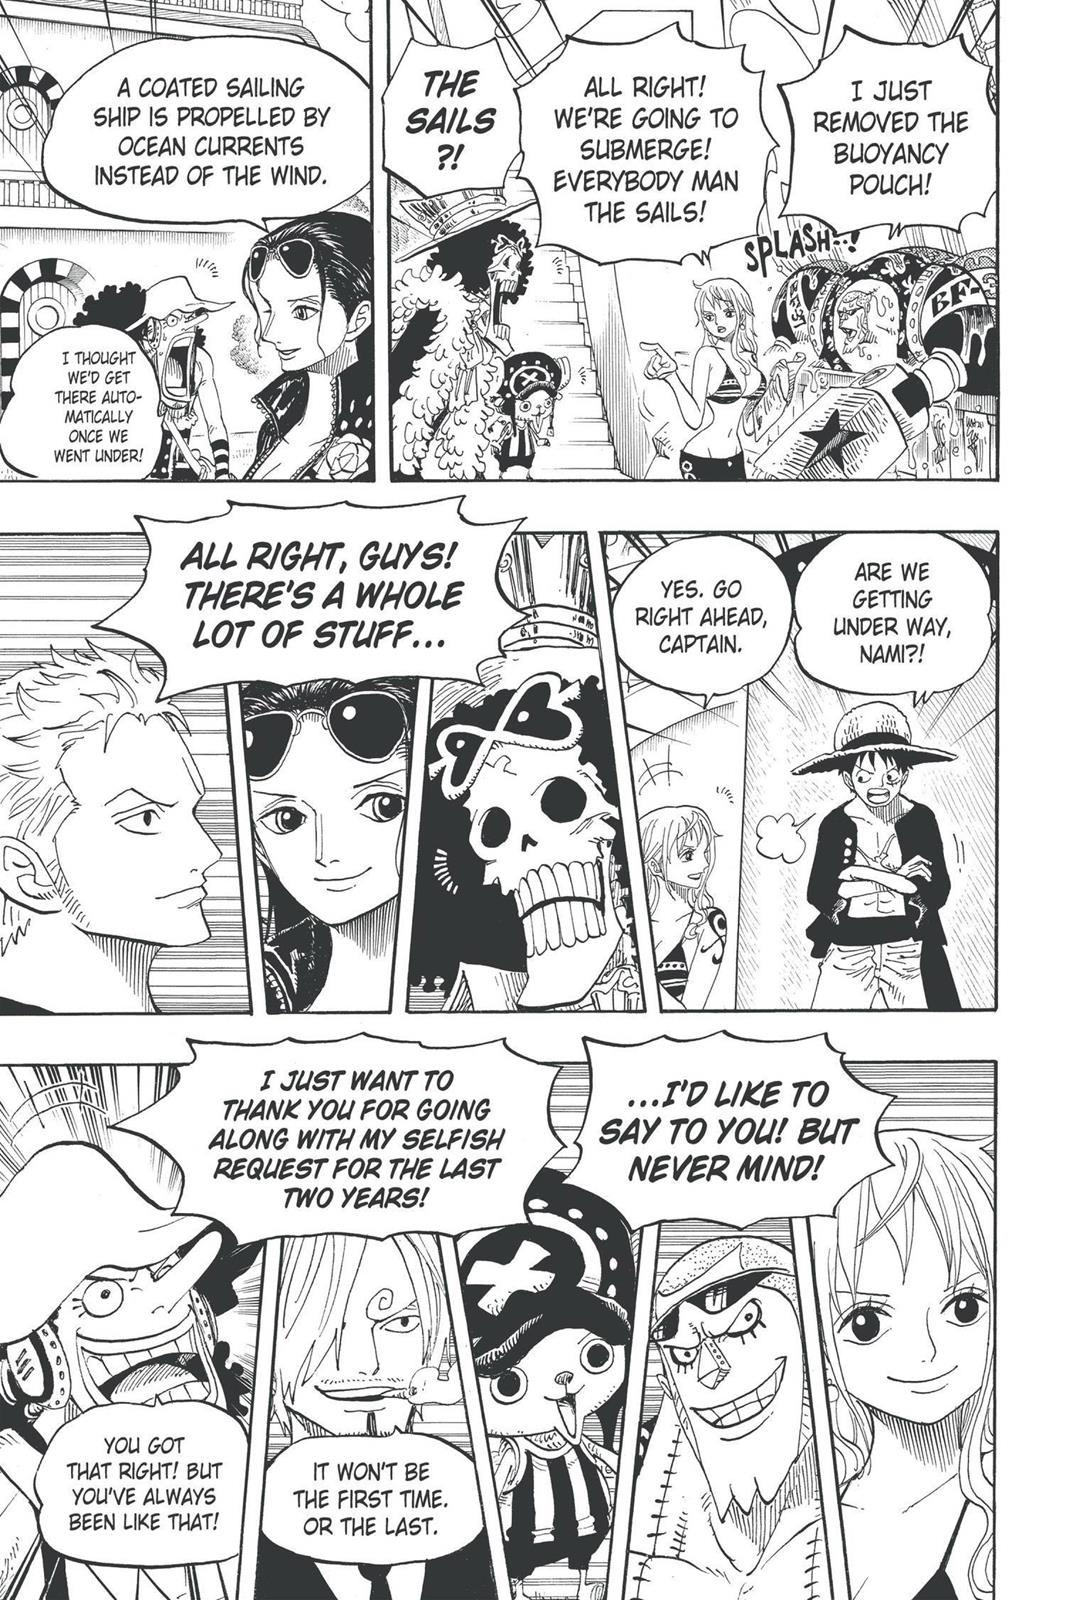 I JUST
REMOVED THE
BUOYANCY
POUCH!
SPLASH--!
BF-
ALL RIGHT!
WE'RE GOING TO
SUBMERGE!
EVERYBODY MAN
THE SAILS!
THE
SAILS
?!
A COATED SAILING
SHIP IS PROPELLED BY
OCEAN CURRENTS
INSTEAD OF THE WIND.
I THOUGHT
WE'D GET
THERE AUTO-
MATICALLY
ONCE WE
WENT UNDER!
ARE WE
GETTING
UNDER WAY,
NAMI?!
YES. GO
RIGHT AHEAD,
CAPTAIN.
ALL RIGHT, GUYS!
THERE'S A WHOLE
LOT OF STUFF...
...I'D LIKE TO
SAY TO YOU! BUT
NEVER MIND!
I JUST WANT TO
THANK YOU FOR GOING
ALONG WITH MY SELFISH
REQUEST FOR THE LAST
TWO YEARS!
IT WON'T BE
THE FIRST TIME.
OR THE LAST.
YOU GOT
THAT RIGHT! BUT
YOU'VE ALWAYS
BEEN LIKE THAT!